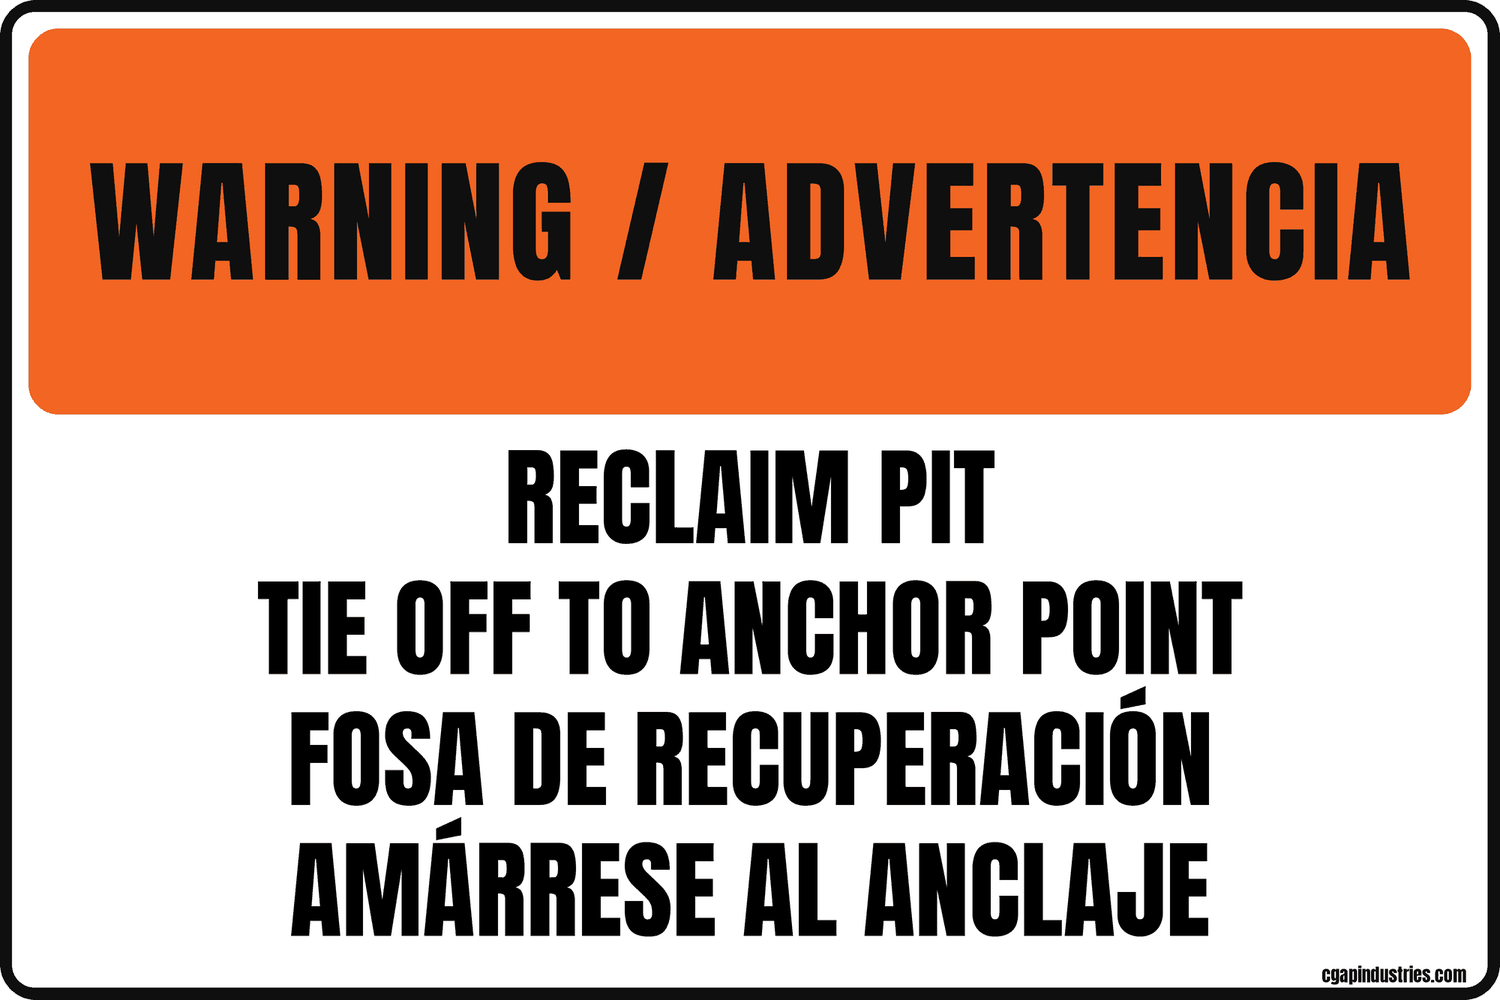 WARNING / ADVERTENCIA
RECLAIM PIT
TIE OFF TO ANCHOR POINT
FOSA DE RECUPERACIÓN
AMÁRRESE AL ANCLAJE
cgapindustries.com